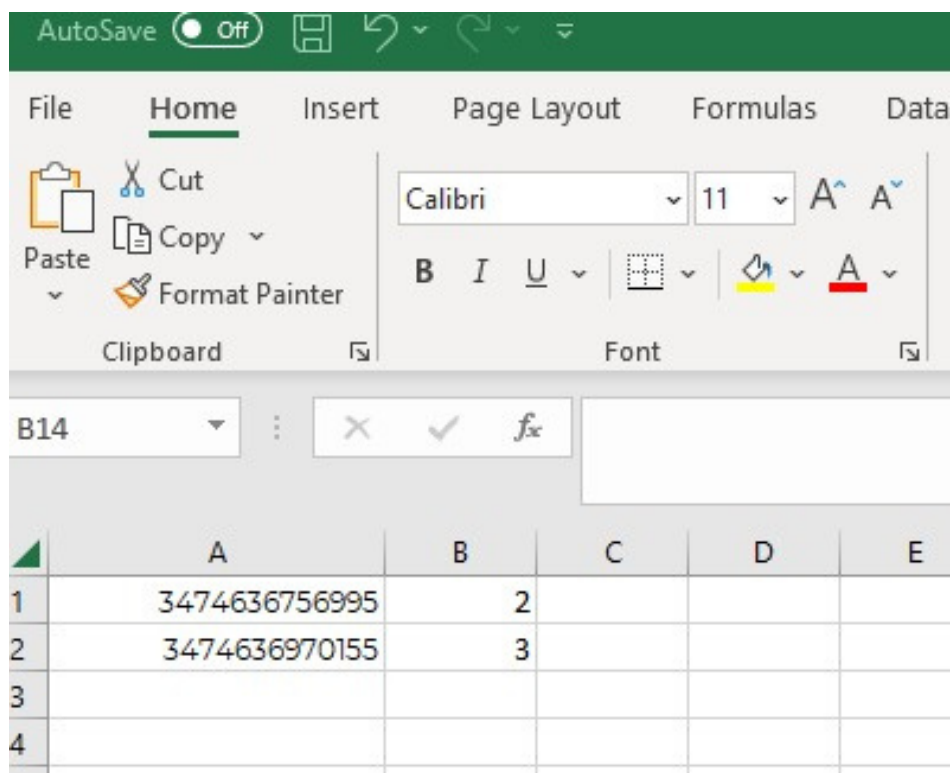 AutoSave Off
File Home Insert Page Layout Formulas Data
Cut
Copy
Paste
Format Painter
Clipboard
Calibri 11 A A
B I U A
Font
B14 fx
A B C D E
1 3474636756995 2
2 3474636970155 3
3
4